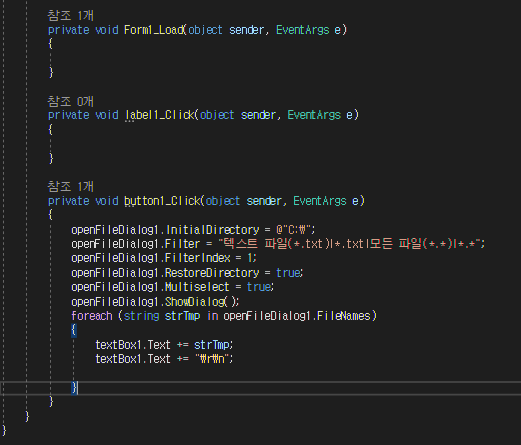 참조 1개
private void Form1_Load(object sender, EventArgs e)
{
}
참조 0개
private void label1_Click(object sender, EventArgs e)
{
}
참조 1개
private void button1_Click(object sender, EventArgs e)
{
openFileDialog1.InitialDirectory = @"C:₩";
openFileDialog1.Filter = "텍스트 파일(*.txt)|*.txt|모든 파일(*.*)|*.*";
openFileDialog1.FilterIndex = 1;
openFileDialog1.RestoreDirectory = true;
openFileDialog1.Multiselect = true;
openFileDialog1.ShowDialog();
foreach (string strTmp in openFileDialog1.FileNames)
{
textBox1.Text += strTmp;
textBox1.Text += "₩r₩n";
}
}
}
}